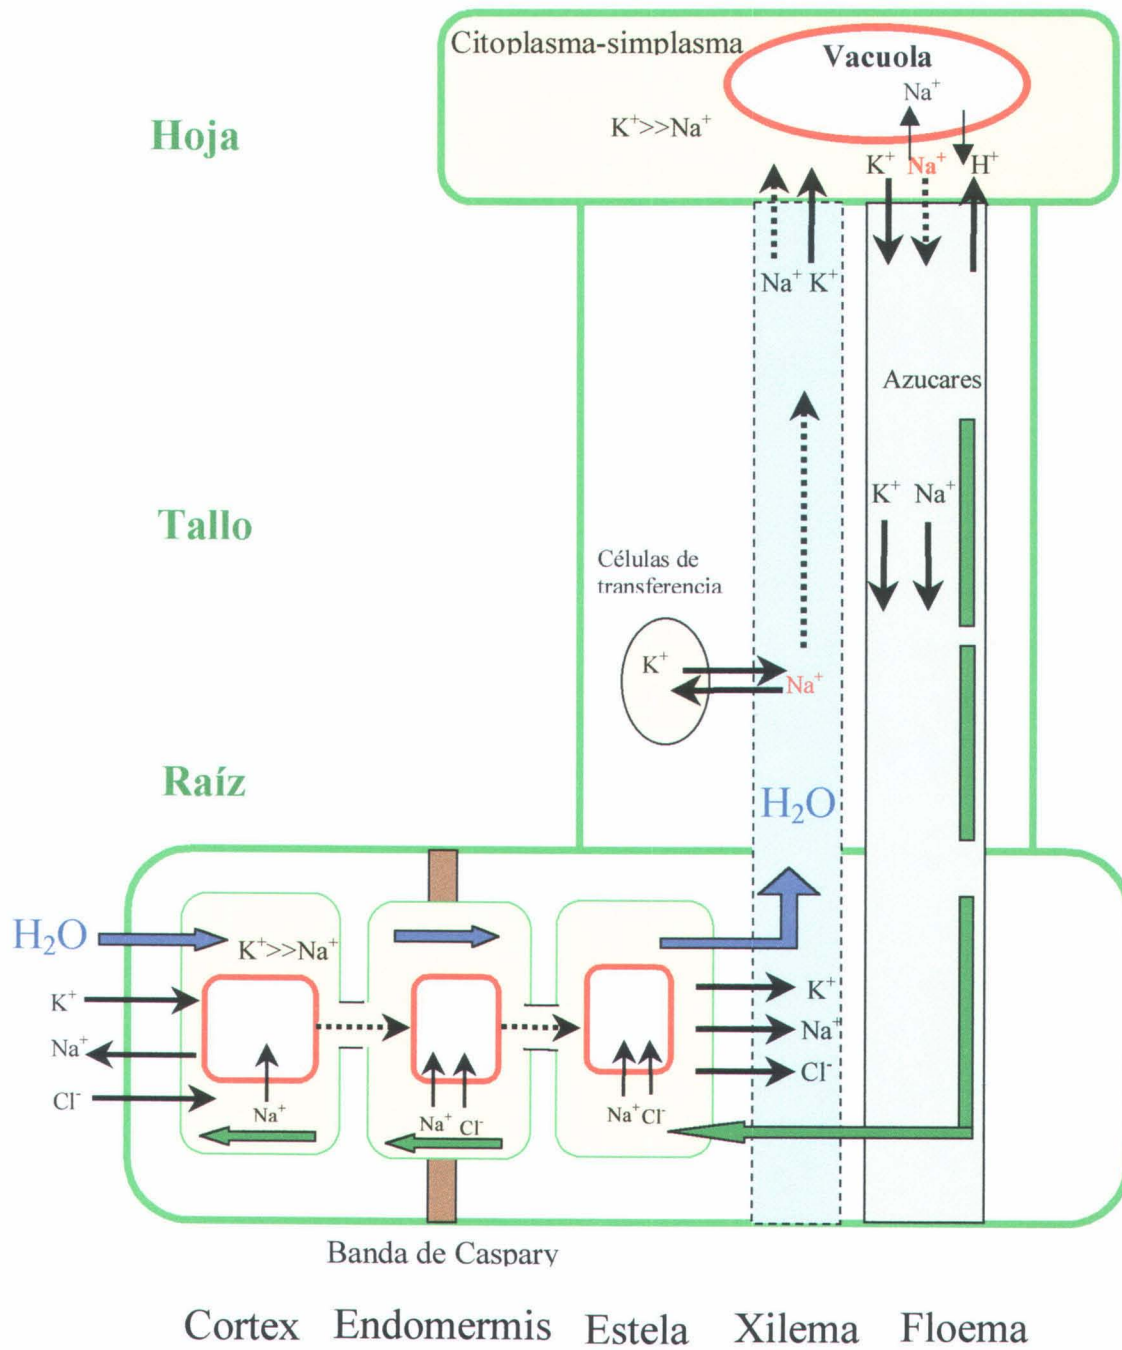 Citoplasma-simplasma
Vacuola
Na⁺
Hoja
K⁺>>Na⁺
K⁺ Na⁺ H⁺
Na⁺ K⁺
Azucares
K⁺ Na⁺
Tallo
Células de
transferencia
K⁺
Na⁺
Raíz
H₂O
H₂O
K⁺>>Na⁺
K⁺
K⁺
Na⁺
Na⁺
Cl⁻
Cl⁻
Na⁺
Na⁺ Cl⁻
Na⁺ Cl⁻
Banda de Caspary
Cortex Endomermis Estela Xilema Floema